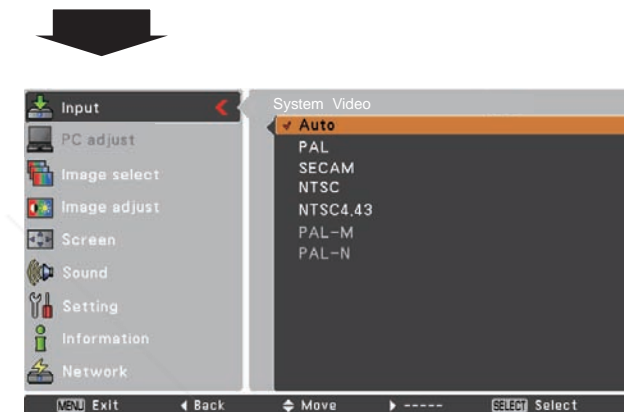 Input
PC adjust
Image select
Image adjust
Screen
Sound
Setting
Information
Network
System Video
Auto
PAL
SECAM
NTSC
NTSC4.43
PAL-M
PAL-N
MENU Exit Back Move ----- SELECT Select